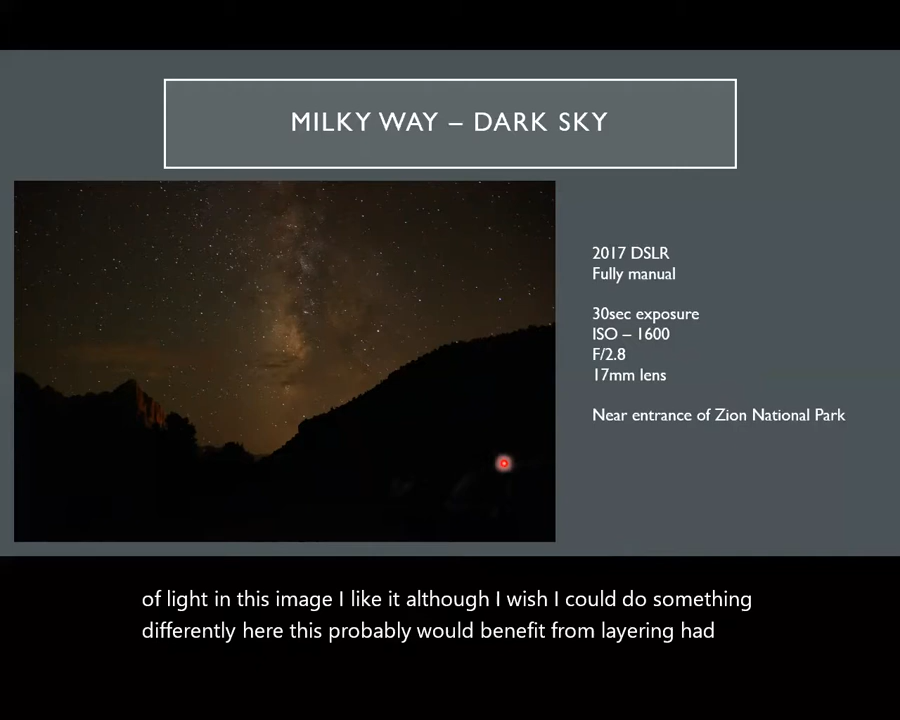 MILKY WAY – DARK SKY
2017 DSLR
Fully manual
30sec exposure
ISO – 1600
F/2.8
17mm lens
Near entrance of Zion National Park
of light in this image I like it although I wish I could do something
differently here this probably would benefit from layering had